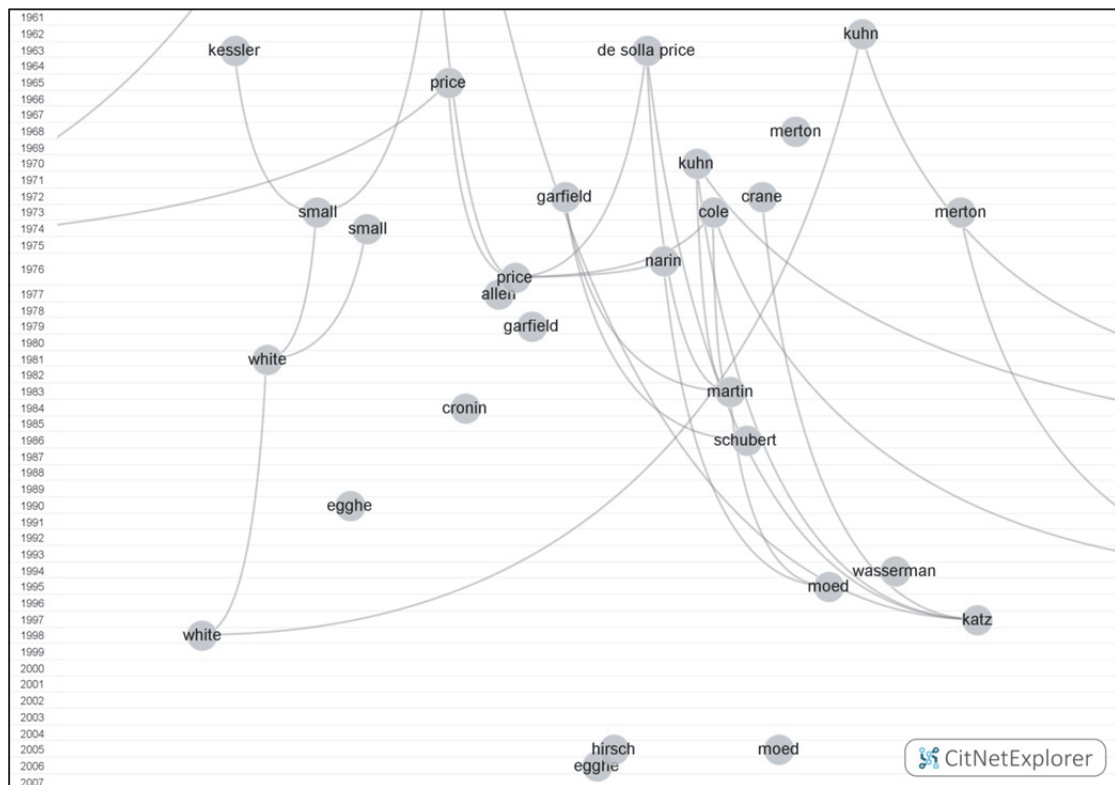 1961
1962
kuhn
1963
kessler
de solla price
1964
1965
price
1966
1967
1968
merton
1969
1970
kuhn
1971
1972
garfield
crane
1973
small
cole
merton
1974
small
1975
1976
narin
price
1977
allen
1978
1979
garfield
1980
1981
white
1982
1983
martin
1984
cronin
1985
1986
schubert
1987
1988
1989
1990
egghe
1991
1992
1993
1994
wasserman
1995
moed
1996
1997
katz
1998
white
1999
2000
2001
2002
2003
2004
2005
hirsch
moed
CitNetExplorer
2006
egghe
2007